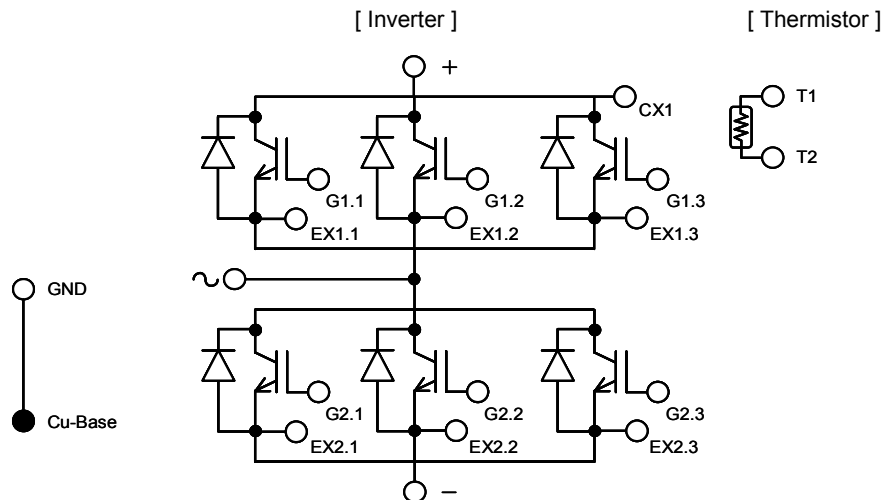 [ Inverter ] [ Thermistor ]
+
CX1 T1
T2
G1.1 G1.2 G1.3
EX1.1 EX1.2 EX1.3
∿
GND
G2.1 G2.2 G2.3
Cu-Base
EX2.1 EX2.2 EX2.3
−